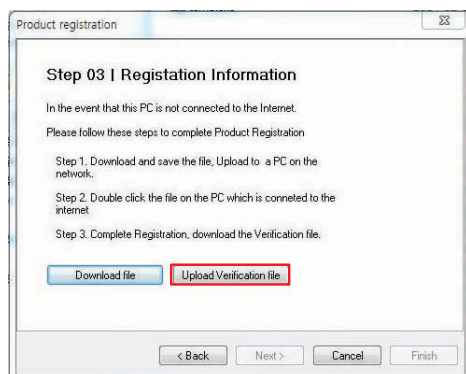 Product registration
Step 03 | Registation Information
In the event that this PC is not connected to the Internet.
Please follow these steps to complete Product Registration
Step 1. Download and save the file, Upload to a PC on the
network.
Step 2. Double click the file on the PC which is conneted to the
internet
Step 3. Complete Registration, download the Verification file.
Download file
Upload Verification file
< Back
Next >
Cancel
Finish